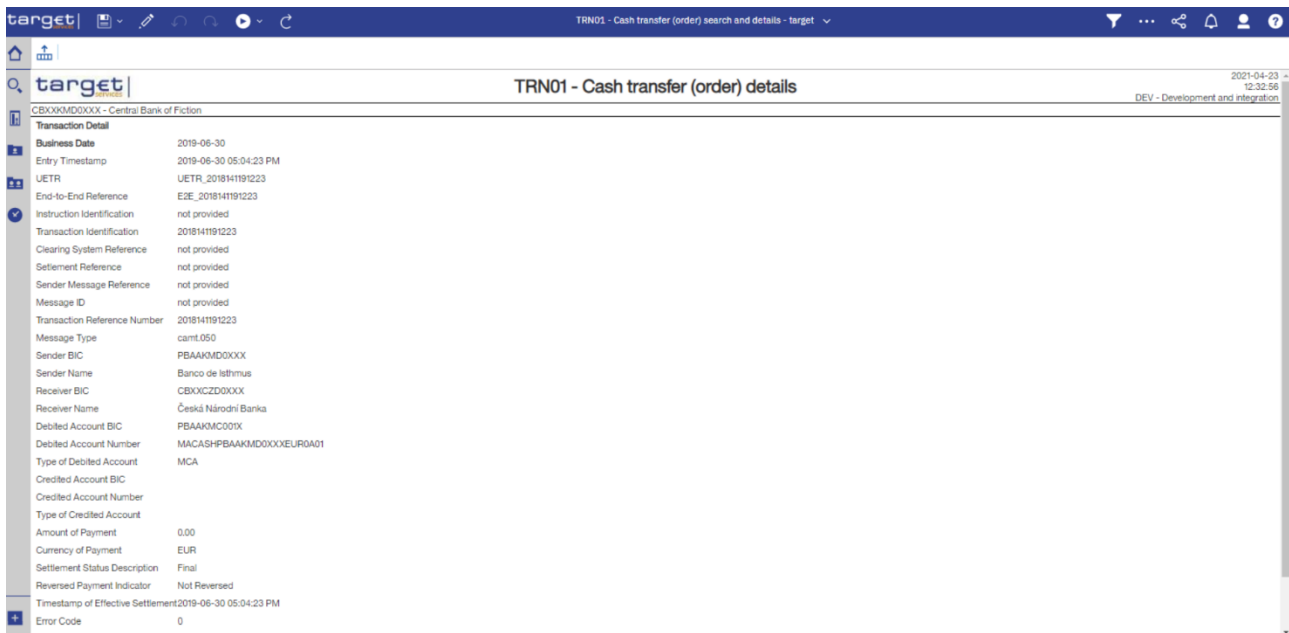 target|
TRN01 - Cash transfer (order) search and details - target
target|
SERVICES
TRN01 - Cash transfer (order) details
2021-04-23
12:32:56
DEV - Development and integration
CBXXKMD0XXX - Central Bank of Fiction
Transaction Detail
Business Date 2019-06-30
Entry Timestamp 2019-06-30 05:04:23 PM
UETR UETR_2018141191223
End-to-End Reference E2E_2018141191223
Instruction Identification not provided
Transaction Identification 2018141191223
Clearing System Reference not provided
Setlement Reference not provided
Sender Message Reference not provided
Message ID not provided
Transaction Reference Number 2018141191223
Message Type camt.050
Sender BIC PBAAKMD0XXX
Sender Name Banco de Isthmus
Receiver BIC CBXXCZD0XXX
Receiver Name Česká Národní Banka
Debited Account BIC PBAAKMC001X
Debited Account Number MACASHPBAAKMD0XXXEUR0A01
Type of Debited Account MCA
Credited Account BIC
Credited Account Number
Type of Credited Account
Amount of Payment 0,00
Currency of Payment EUR
Settlement Status Description Final
Reversed Payment Indicator Not Reversed
Timestamp of Effective Settlement 2019-06-30 05:04:23 PM
Error Code 0